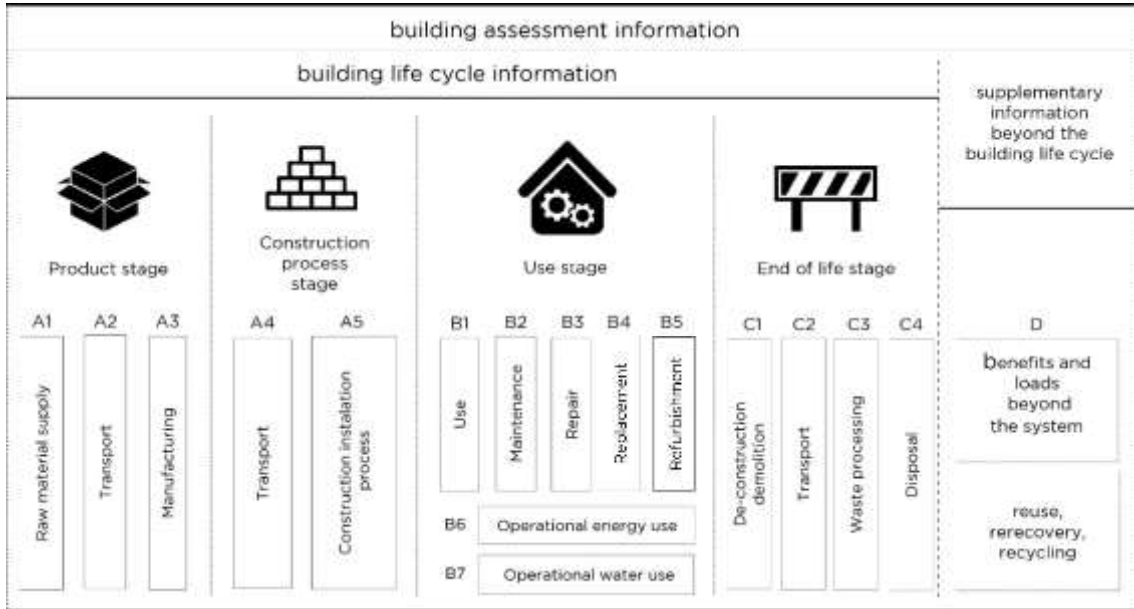 building assessment information
building life cycle information
supplementary
information
beyond the
building life cycle
Product stage
Construction
process
stage
Use stage
End of life stage
A1
A2
A3
A4
A5
B1
B2
B3
B4
B5
C1
C2
C3
C4
D
Raw material supply
Transport
Manufacturing
Transport
Construction instalation
process
Use
Maintenance
Repair
Replacement
Refurbishment
B6
Operational energy use
B7
Operational water use
De-construction
demolition
Transport
Waste processing
Disposal
benefits and
loads
beyond
the system
reuse,
rerecovery,
recycling